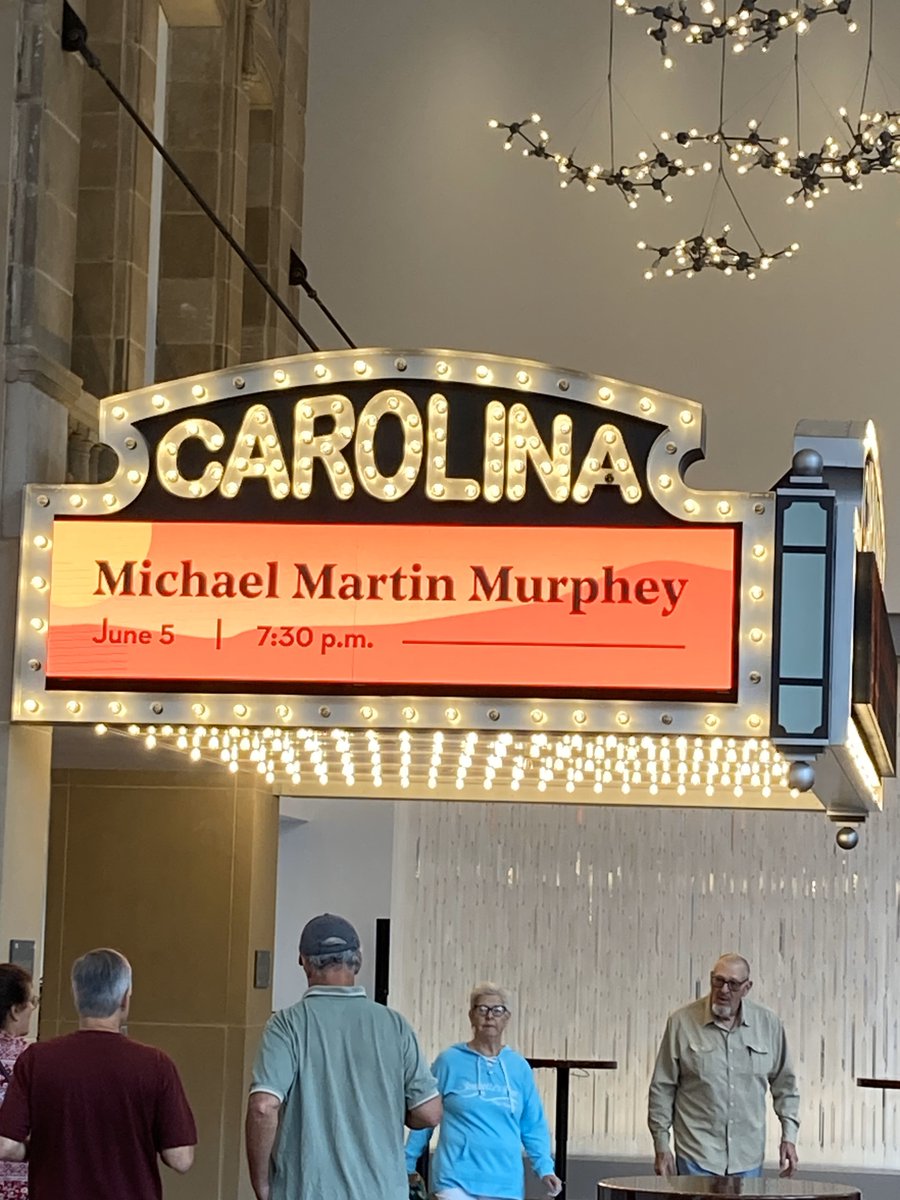 CAROLINA
Michael Martin Murphey
June 5 | 7:30 p.m.